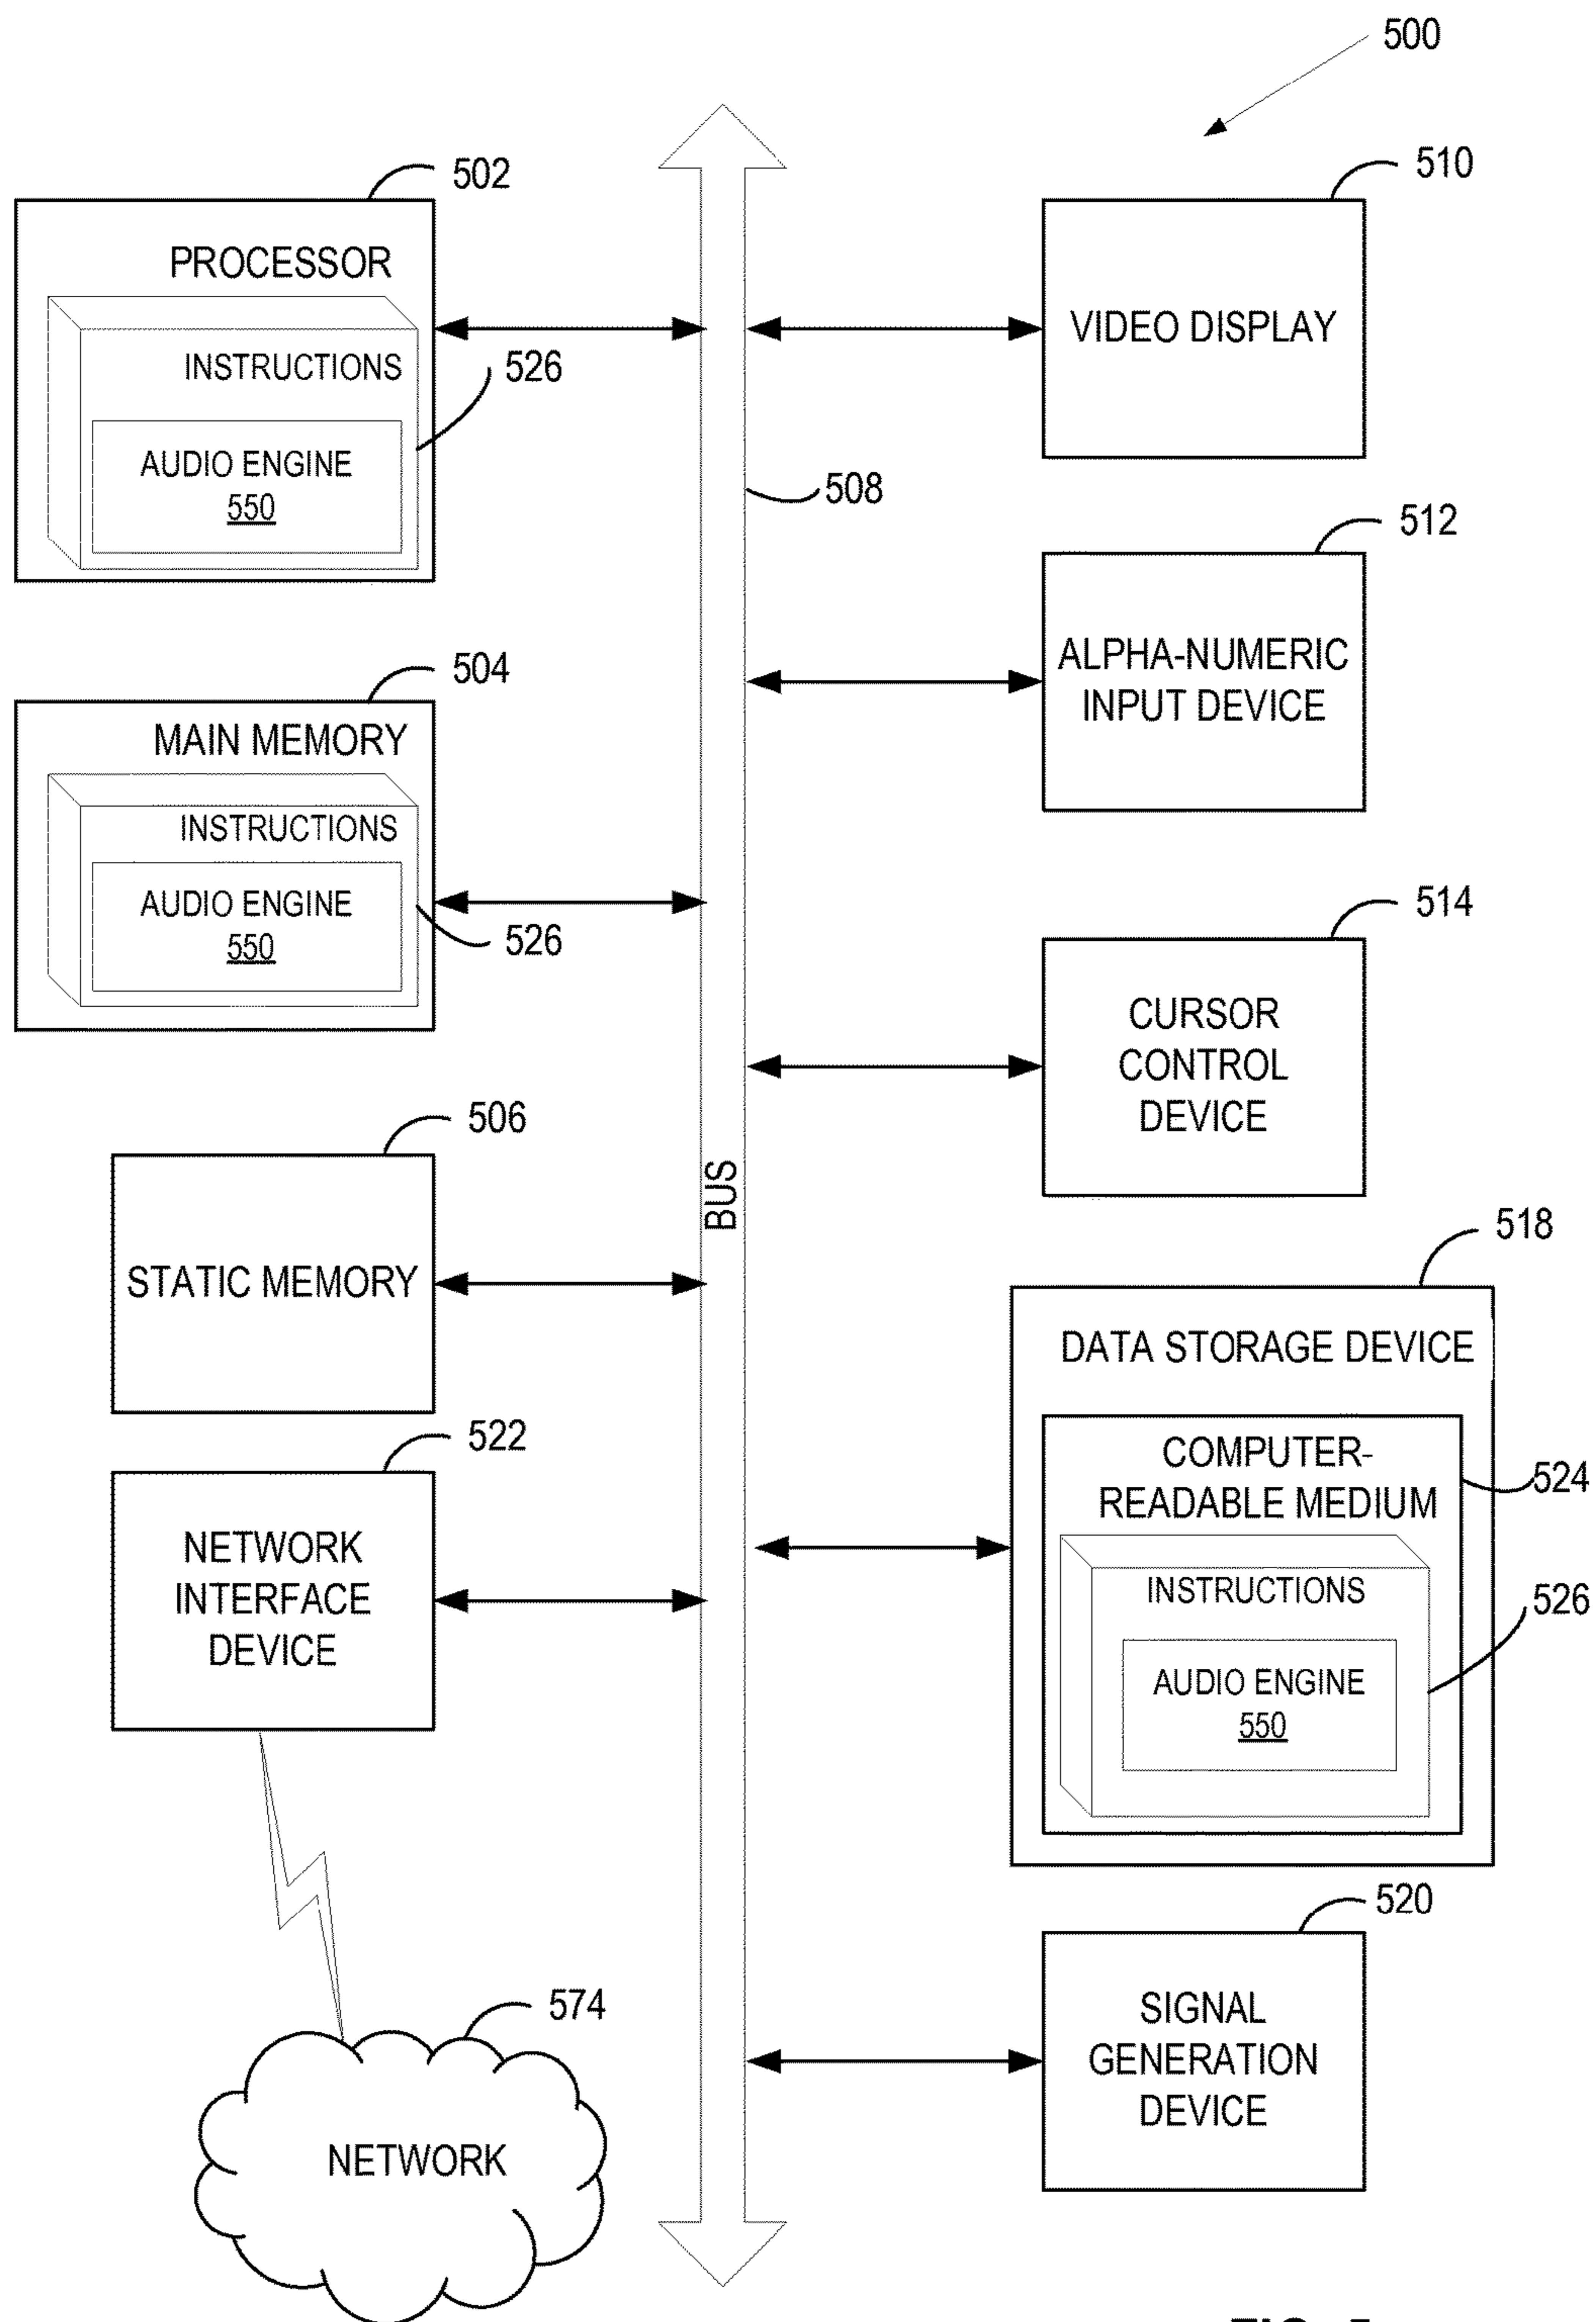 500
502
PROCESSOR
INSTRUCTIONS
526
AUDIO ENGINE
550
504
MAIN MEMORY
INSTRUCTIONS
AUDIO ENGINE
550
526
506
STATIC MEMORY
522
NETWORK
INTERFACE
DEVICE
574
NETWORK
508
BUS
510
VIDEO DISPLAY
512
ALPHA-NUMERIC
INPUT DEVICE
514
CURSOR
CONTROL
DEVICE
518
DATA STORAGE DEVICE
COMPUTER-
READABLE MEDIUM
524
INSTRUCTIONS
526
AUDIO ENGINE
550
520
SIGNAL
GENERATION
DEVICE